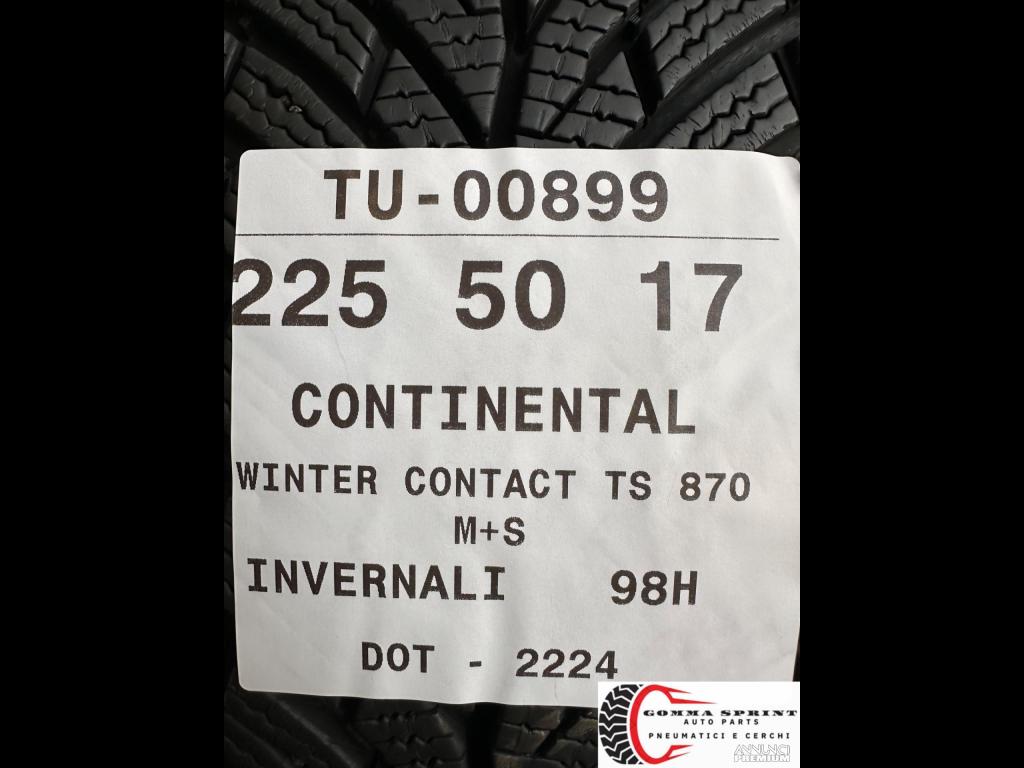 TU-00899
225 50 17
CONTINENTAL
WINTER CONTACT TS 870
M+S
INVERNALI 98H
DOT - 2224
GOMMA SPRINT
AUTO PARTS
PNEUMATICI E CERCHI
ANNUNCI
PREMIUM